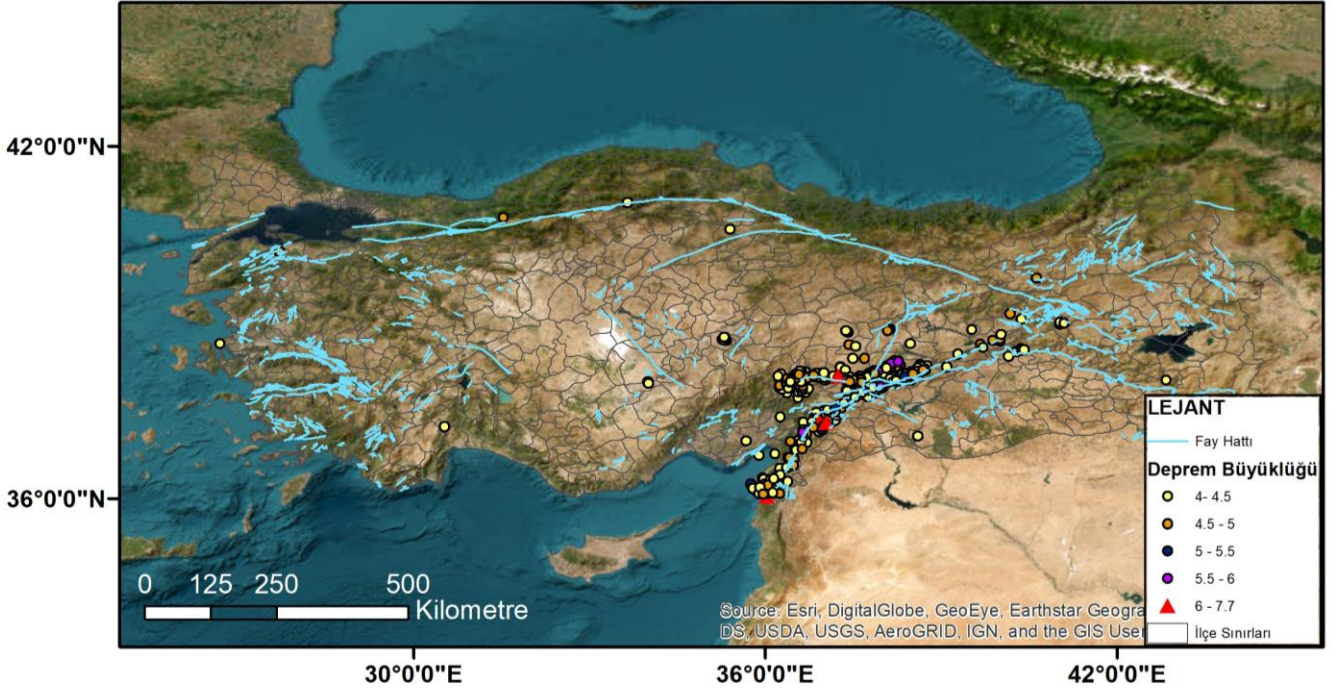 42°0'0"N
36°0'0"N
30°0'0"E
36°0'0"E
42°0'0"E
0 125 250 500
Kilometre
Source: Esri, DigitalGlobe, GeoEye, Earthstar Geogra
DS, USDA, USGS, AeroGRID, IGN, and the GIS User
LEJANT
Fay Hattı
Deprem Büyüklüğü
4- 4.5
4.5 - 5
5 - 5.5
5.5 - 6
6 - 7.7
İlçe Sınırları